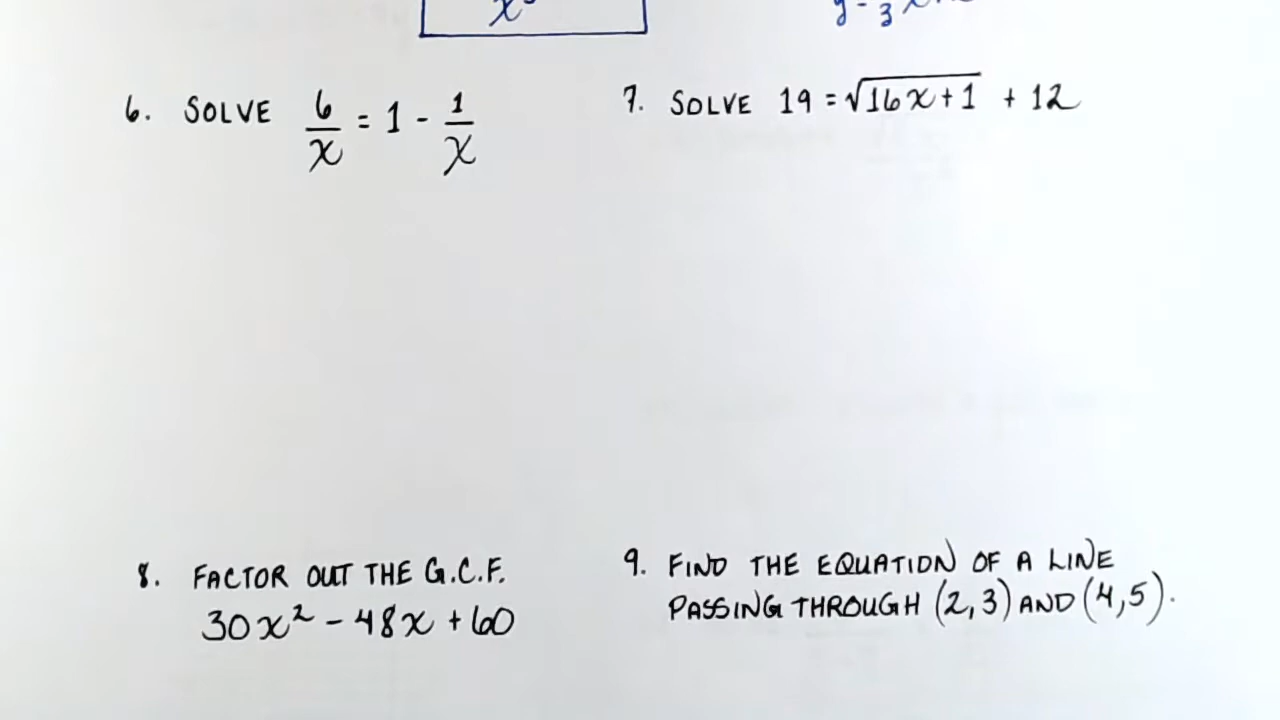 x
y = 3 x
6. SOLVE 6/x = 1 - 1/x
7. SOLVE 19 = √(16x+1) + 12
8. FACTOR OUT THE G.C.F.
30x² - 48x + 60
9. FIND THE EQUATION OF A LINE
PASSING THROUGH (2,3) AND (4,5).